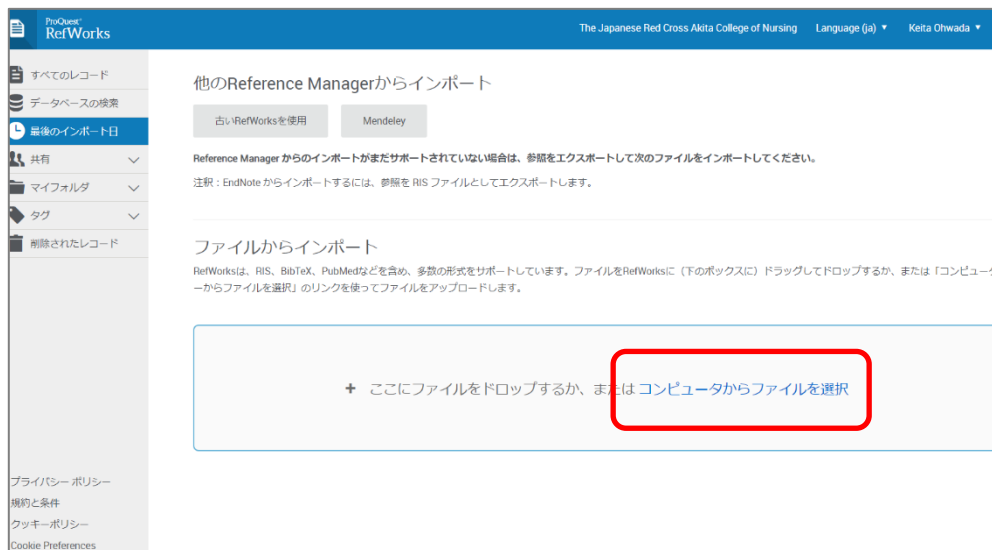 ProQuest®
RefWorks
The Japanese Red Cross Akita College of Nursing Language (ja) ▼ Keita Ohwada ▼
すべてのレコード
データベースの検索
最後のインポート日
共有
マイフォルダ
タグ
削除されたレコード
プライバシー ポリシー
規約と条件
クッキーポリシー
Cookie Preferences
他のReference Managerからインポート
古いRefWorksを使用 Mendeley
Reference Manager からのインポートがまだサポートされていない場合は、参照をエクスポートして次のファイルをインポートしてください。
注釈：EndNote からインポートするには、参照を RIS ファイルとしてエクスポートします。
ファイルからインポート
RefWorksは、RIS、BibTeX、PubMedなどを含め、多数の形式をサポートしています。ファイルをRefWorksに（下のボックスに）ドラッグしてドロップするか、または「コンピュータ
ーからファイルを選択」のリンクを使ってファイルをアップロードします。
+ ここにファイルをドロップするか、または コンピュータからファイルを選択